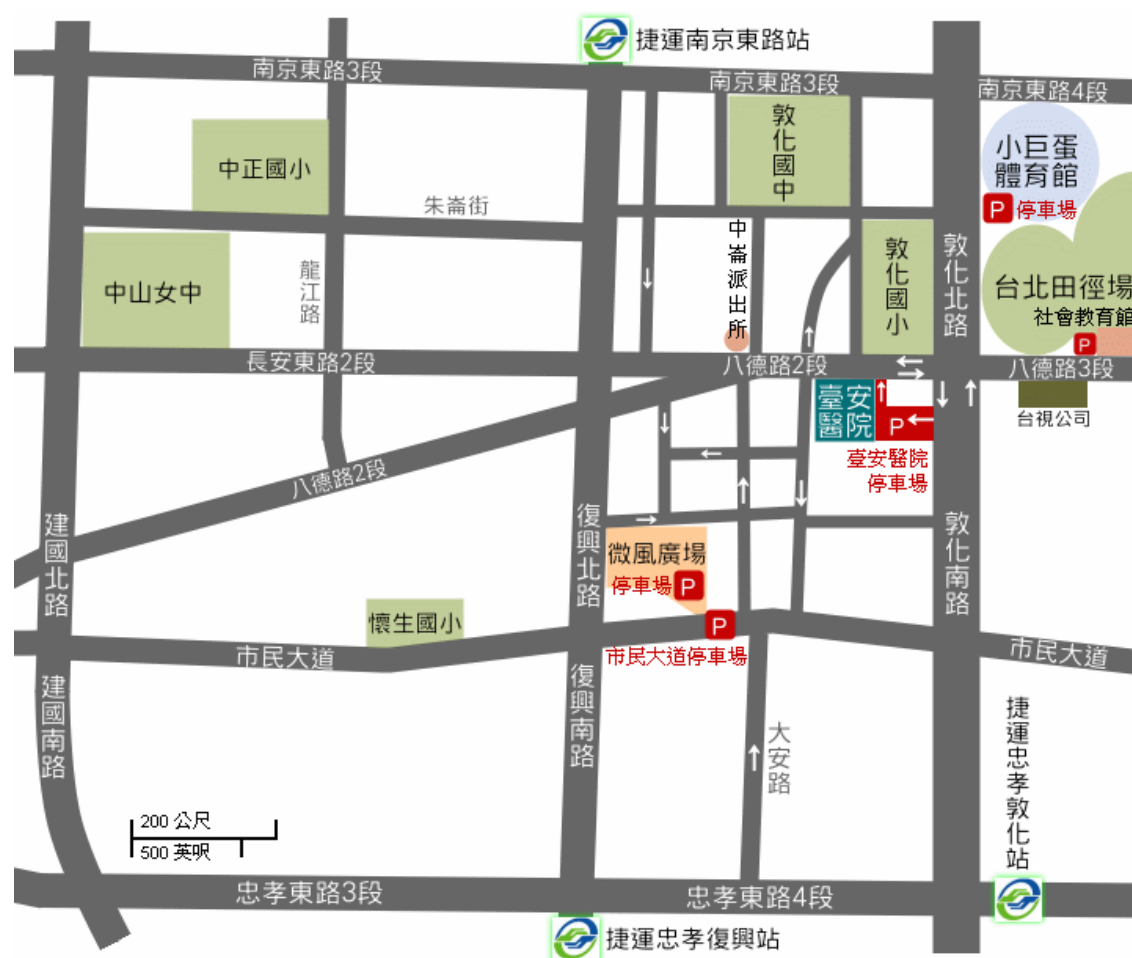 捷運南京東路站
南京東路3段
南京東路3段
南京東路4段
敦化國中
小巨蛋
體育館
P 停車場
中正國小
朱崙街
中崙派出所
敦化國小
敦化北路
龍江路
中山女中
台北田徑場
社會教育館
P
長安東路2段
八德路2段
八德路3段
臺安
醫院
P
台視公司
臺安醫院
停車場
八德路2段
建國北路
復興北路
敦化南路
微風廣場
停車場 P
懷生國小
P
市民大道
市民大道停車場
市民大道
建國南路
復興南路
大安路
捷運忠孝敦化站
200 公尺
500 英呎
忠孝東路3段
忠孝東路4段
捷運忠孝復興站